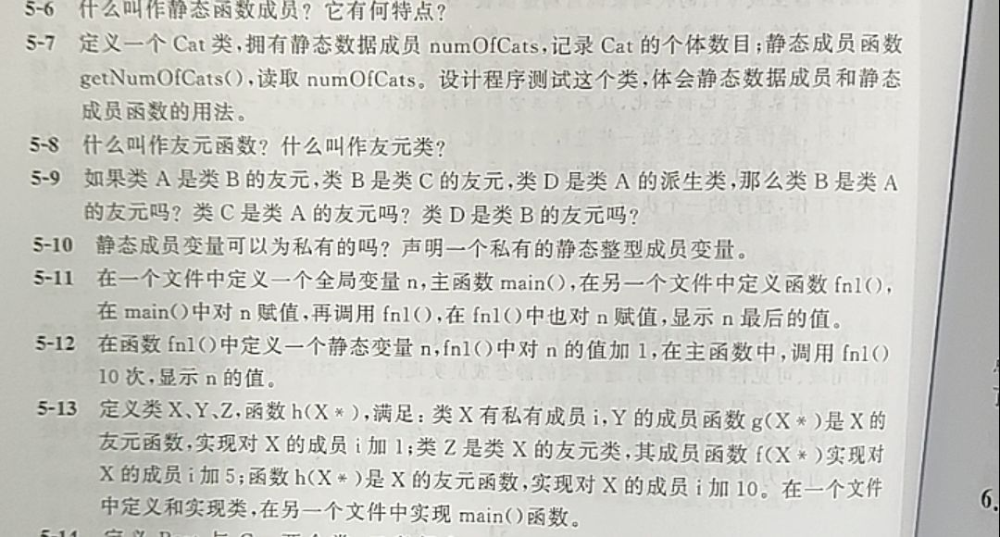 5-6 什么叫作静态函数成员？它有何特点？
5-7 定义一个 Cat 类,拥有静态数据成员 numOfCats,记录 Cat 的个体数目;静态成员函数
getNumOfCats(),读取 numOfCats。设计程序测试这个类,体会静态数据成员和静态
成员函数的用法。
5-8 什么叫作友元函数？什么叫作友元类？
5-9 如果类 A 是类 B 的友元,类 B 是类 C 的友元,类 D 是类 A 的派生类,那么类 B 是类 A
的友元吗？类 C 是类 A 的友元吗？类 D 是类 B 的友元吗？
5-10 静态成员变量可以为私有的吗？声明一个私有的静态整型成员变量。
5-11 在一个文件中定义一个全局变量 n,主函数 main(),在另一个文件中定义函数 fn1(),
在 main()中对 n 赋值,再调用 fn1(),在 fn1()中也对 n 赋值,显示 n 最后的值。
5-12 在函数 fn1()中定义一个静态变量 n,fn1()中对 n 的值加 1,在主函数中,调用 fn1()
10 次,显示 n 的值。
5-13 定义类 X、Y、Z,函数 h(X*),满足：类 X 有私有成员 i,Y 的成员函数 g(X*)是 X 的
友元函数,实现对 X 的成员 i 加 1;类 Z 是类 X 的友元类,其成员函数 f(X*)实现对
X 的成员 i 加 5;函数 h(X*)是 X 的友元函数,实现对 X 的成员 i 加 10。在一个文件
中定义和实现类,在另一个文件中实现 main()函数。
5-14
6.